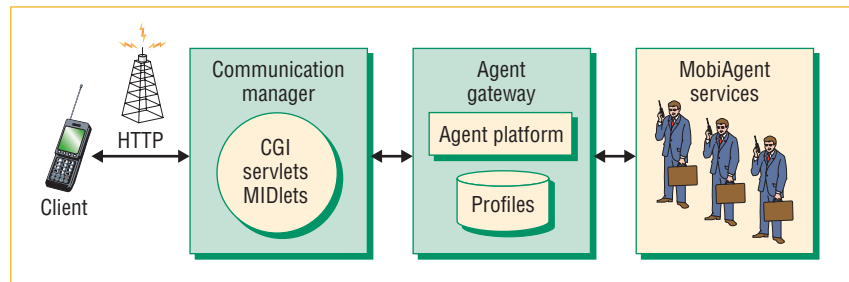 Client
HTTP
Communication
manager
CGI
servlets
MIDlets
Agent
gateway
Agent platform
Profiles
MobiAgent
services